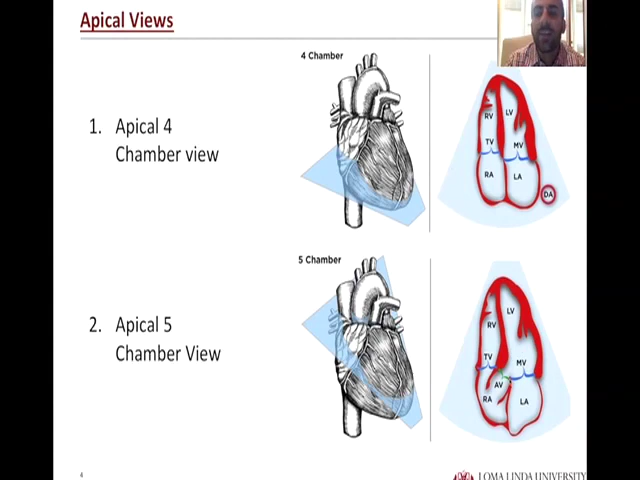 Apical Views
4 Chamber
1. Apical 4
Chamber view
RV LV
TV MV
RA LA
DA
5 Chamber
2. Apical 5
Chamber View
RV LV
TV MV
AV
RA LA
4
LOMA LINDA UNIVERSITY